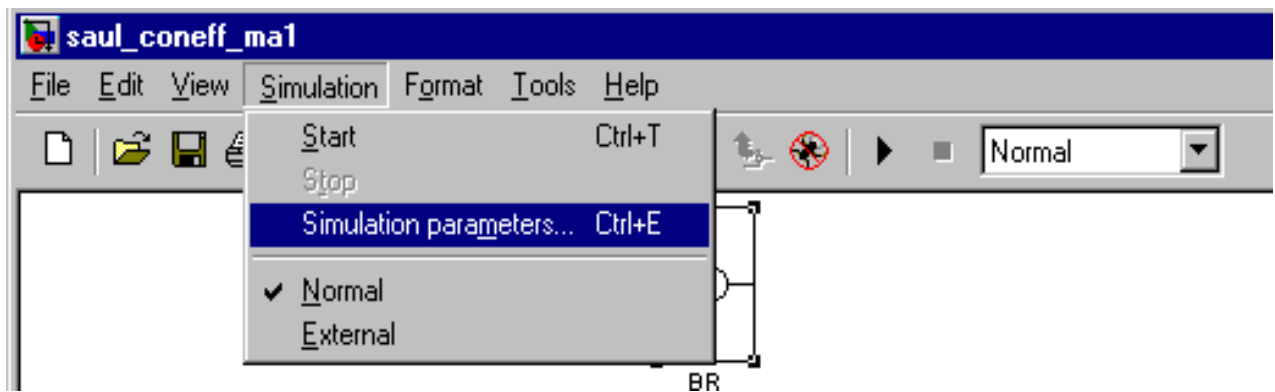 saul_coneff_ma1
File Edit View Simulation Format Tools Help
Normal
Start Ctrl+T
Stop
Simulation parameters... Ctrl+E
Normal
External
BR